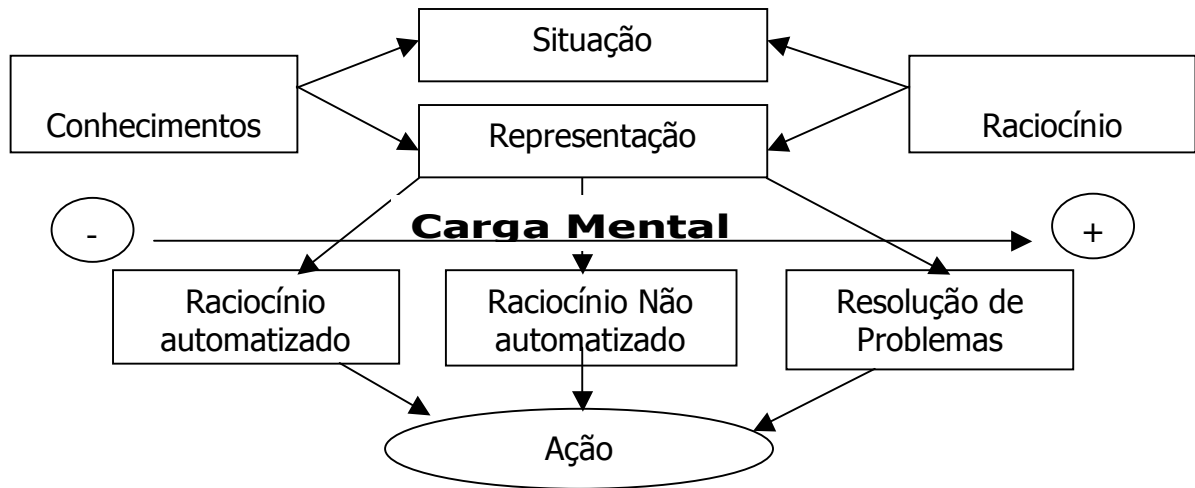 Situação
Conhecimentos
Raciocínio
Representação
Carga Mental
-
+
Raciocínio
automatizado
Raciocínio Não
automatizado
Resolução de
Problemas
Ação